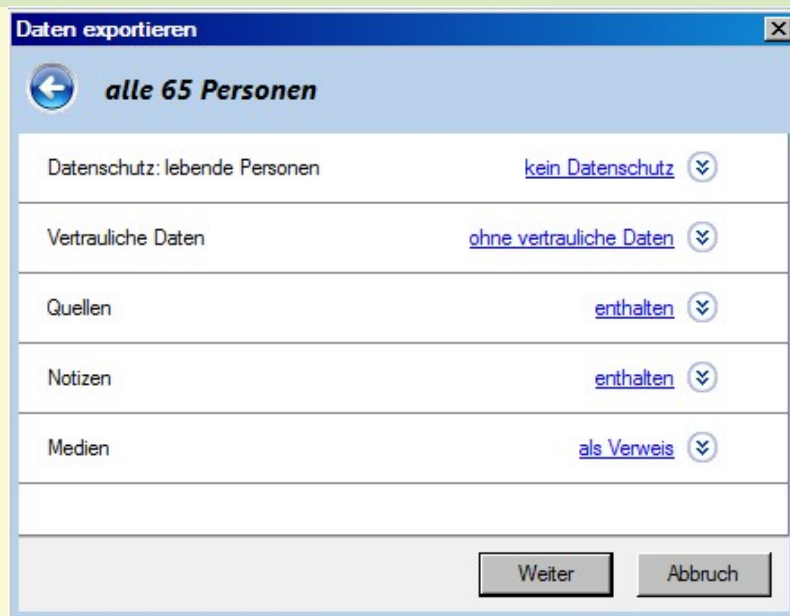 Daten exportieren
alle 65 Personen
Datenschutz: lebende Personen kein Datenschutz
Vertrauliche Daten ohne vertrauliche Daten
Quellen enthalten
Notizen enthalten
Medien als Verweis
Weiter Abbruch